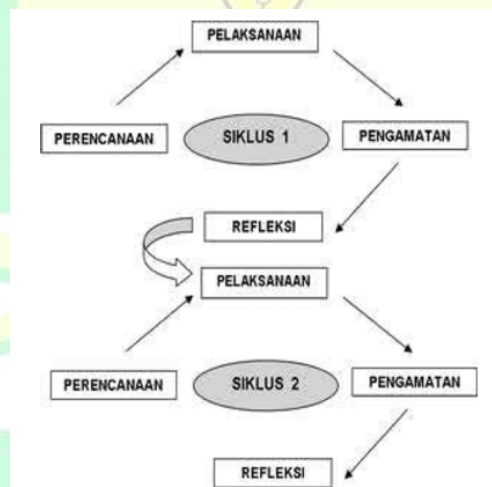 PELAKSANAAN
PERENCANAAN
SIKLUS 1
PENGAMATAN
REFLEKSI
PELAKSANAAN
PERENCANAAN
SIKLUS 2
PENGAMATAN
REFLEKSI